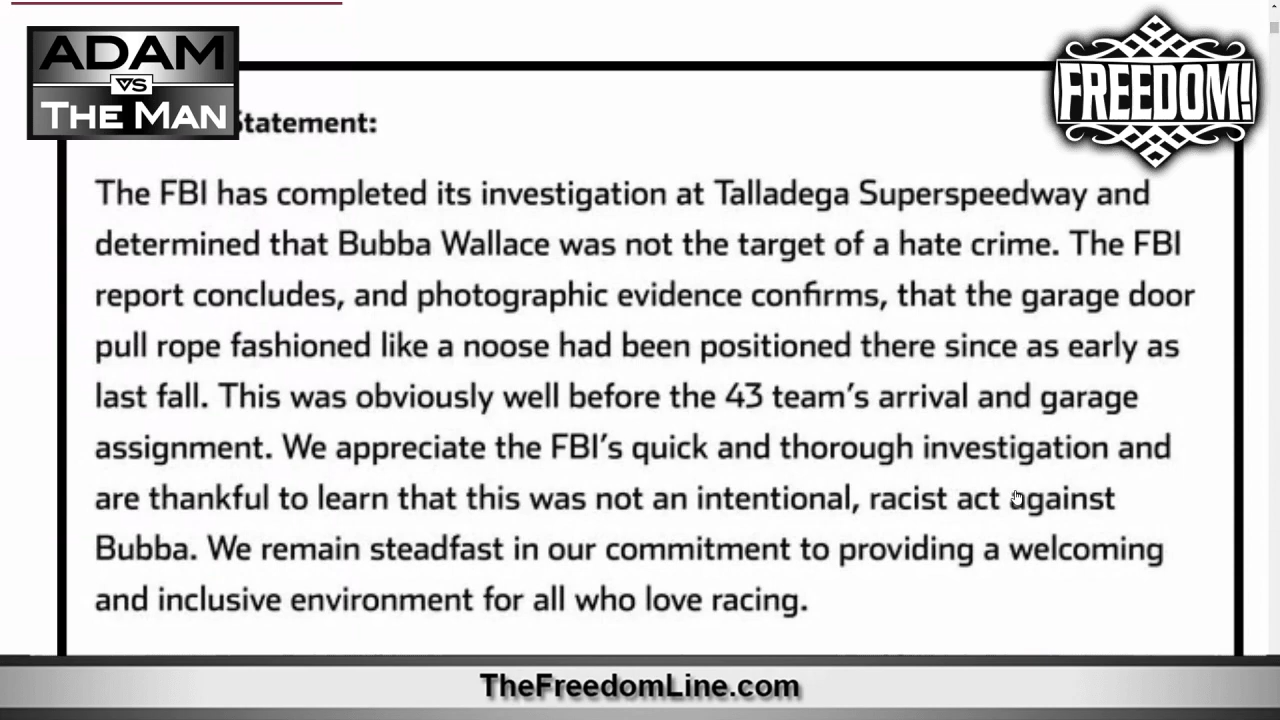 ADAM
VS
THE MAN
FREEDOM!
Statement:
The FBI has completed its investigation at Talladega Superspeedway and
determined that Bubba Wallace was not the target of a hate crime. The FBI
report concludes, and photographic evidence confirms, that the garage door
pull rope fashioned like a noose had been positioned there since as early as
last fall. This was obviously well before the 43 team's arrival and garage
assignment. We appreciate the FBI's quick and thorough investigation and
are thankful to learn that this was not an intentional, racist act against
Bubba. We remain steadfast in our commitment to providing a welcoming
and inclusive environment for all who love racing.
TheFreedomLine.com